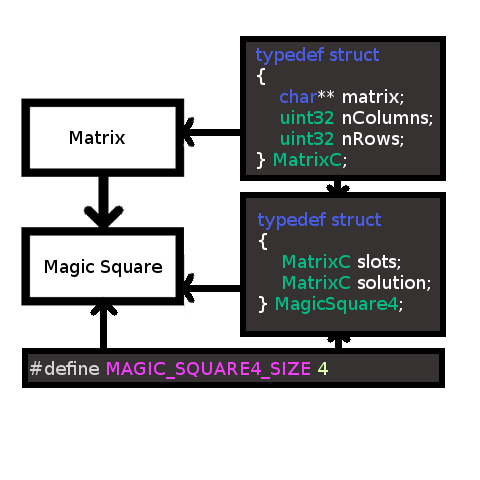 Matrix
Magic Square
typedef struct
{
char** matrix;
uint32 nColumns;
uint32 nRows;
} MatrixC;
typedef struct
{
MatrixC slots;
MatrixC solution;
} MagicSquare4;
#define MAGIC_SQUARE4_SIZE 4